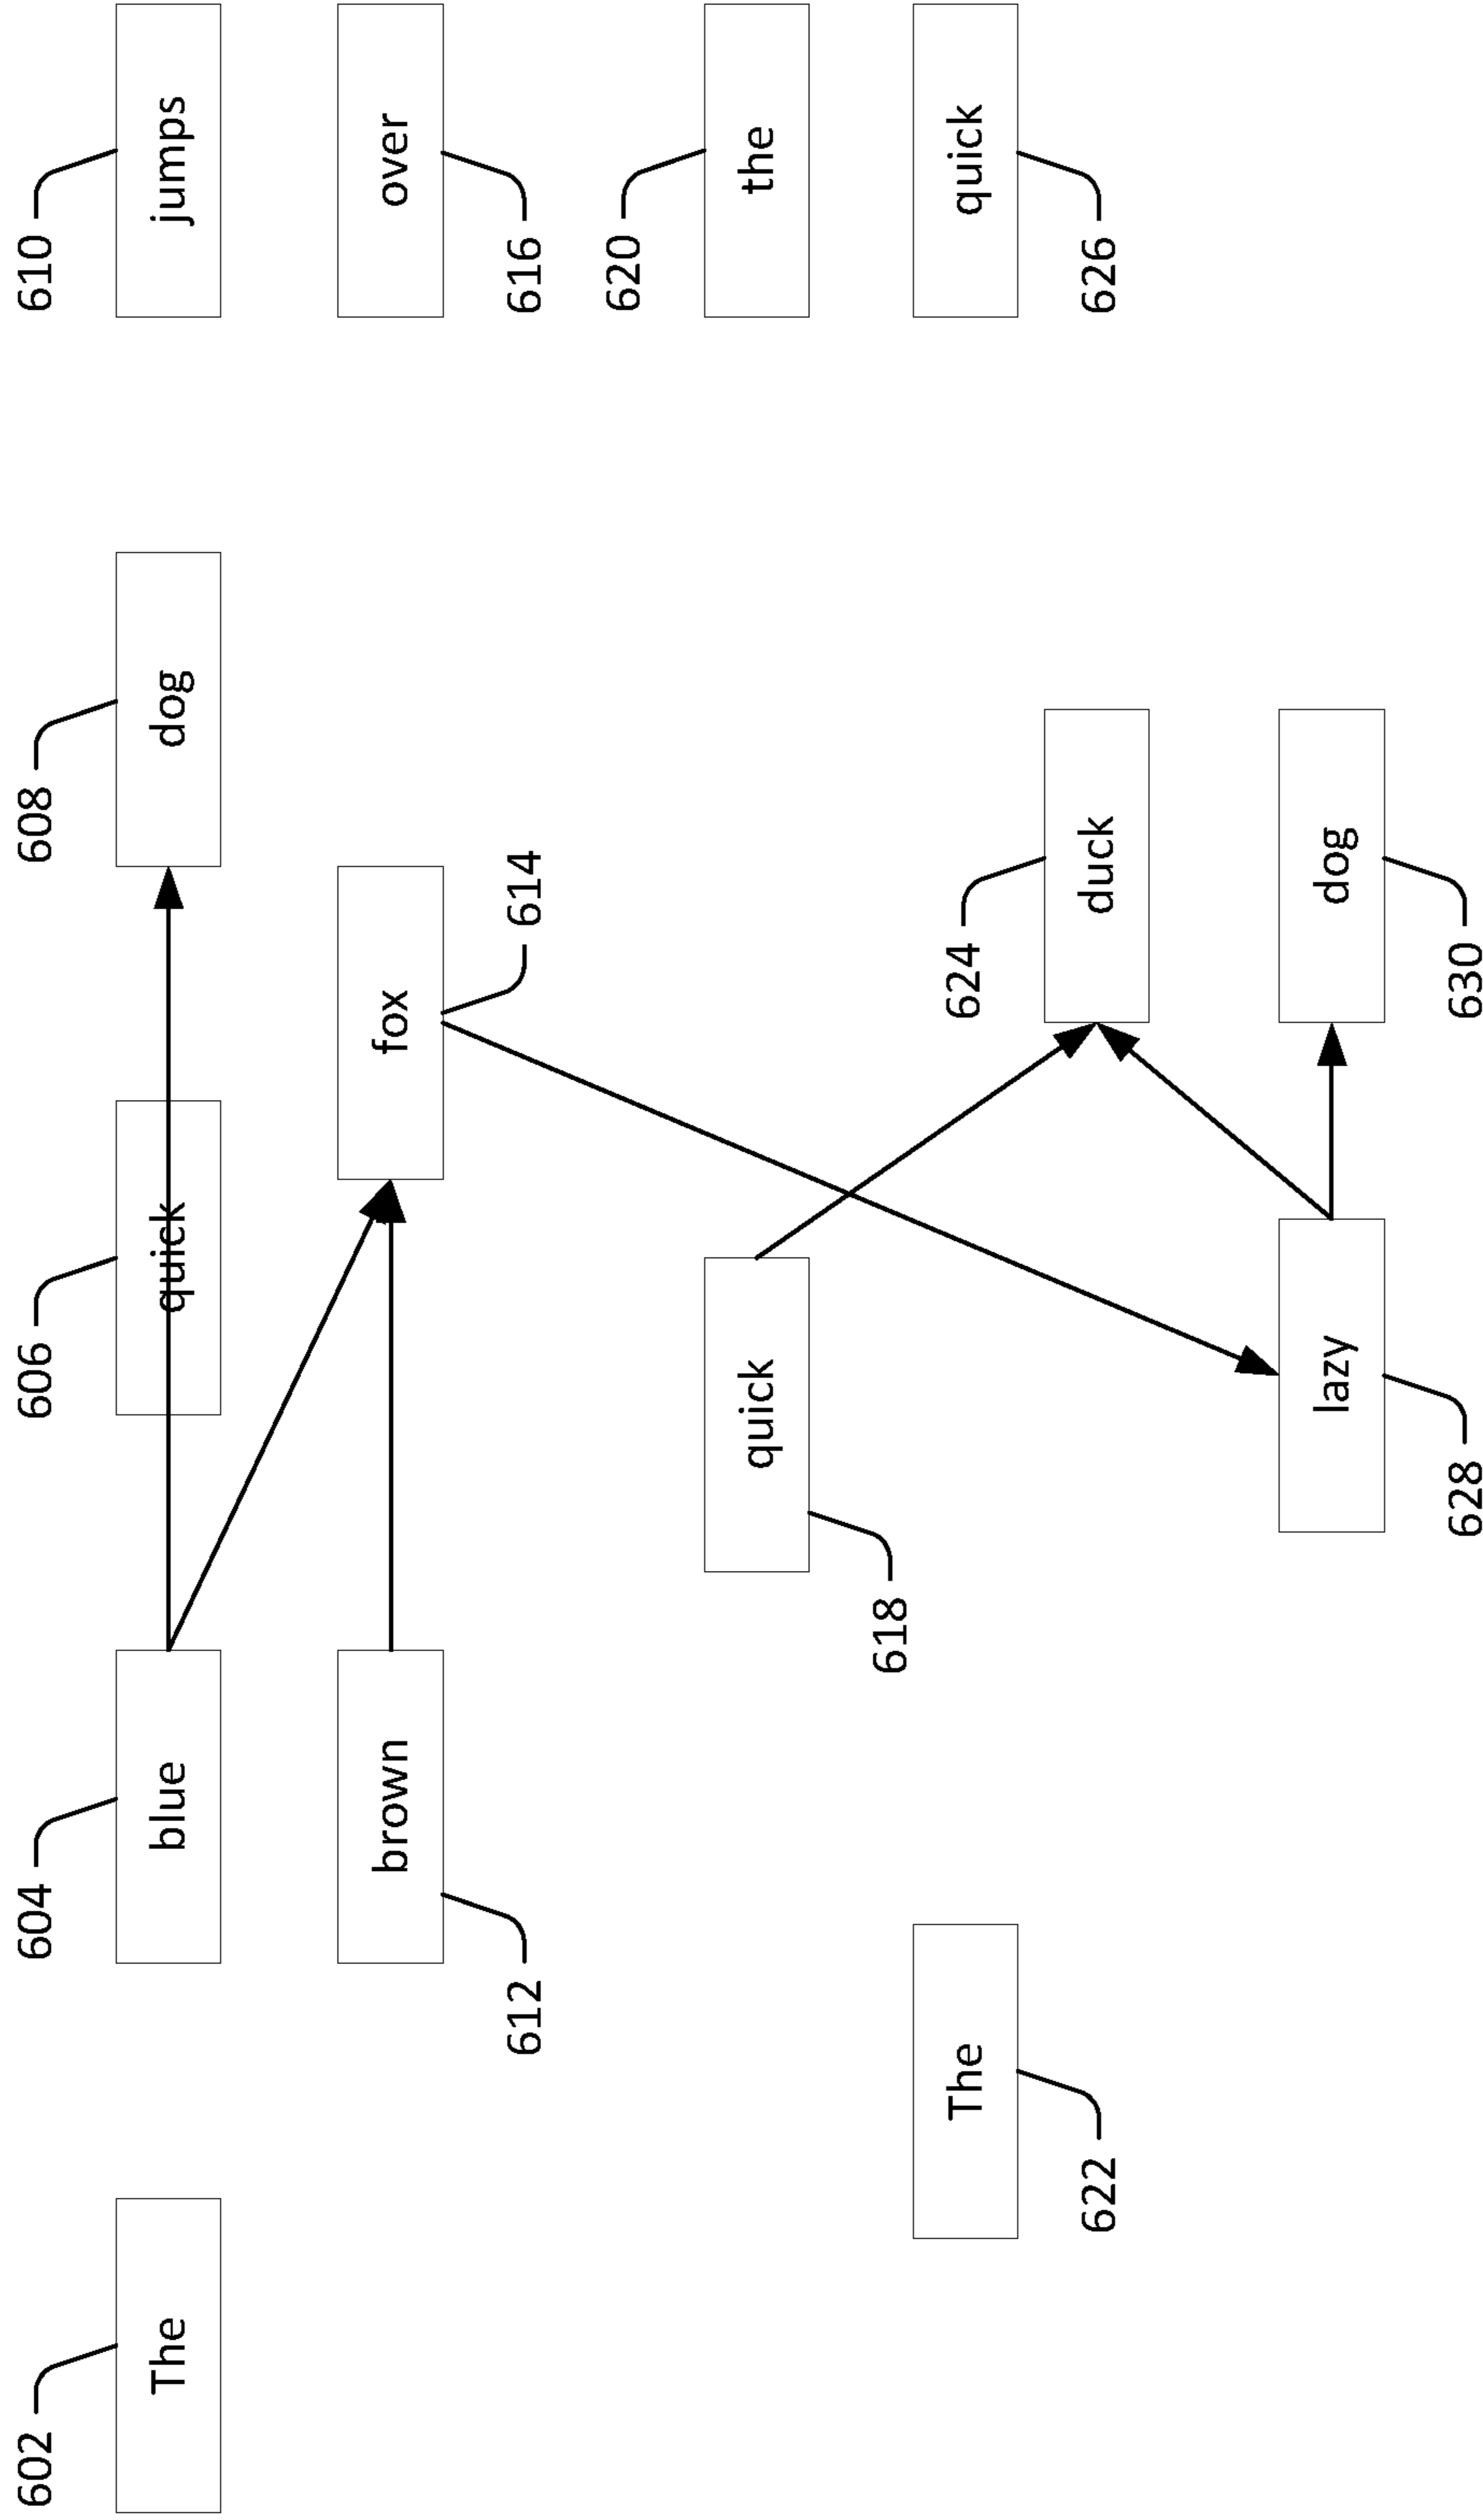 602
604
606
608
610
The
blue
quick
dog
jumps
brown
fox
over
612
614
616
620
quick
the
618
The
624
quick
622
duck
626
lazy
dog
628
630